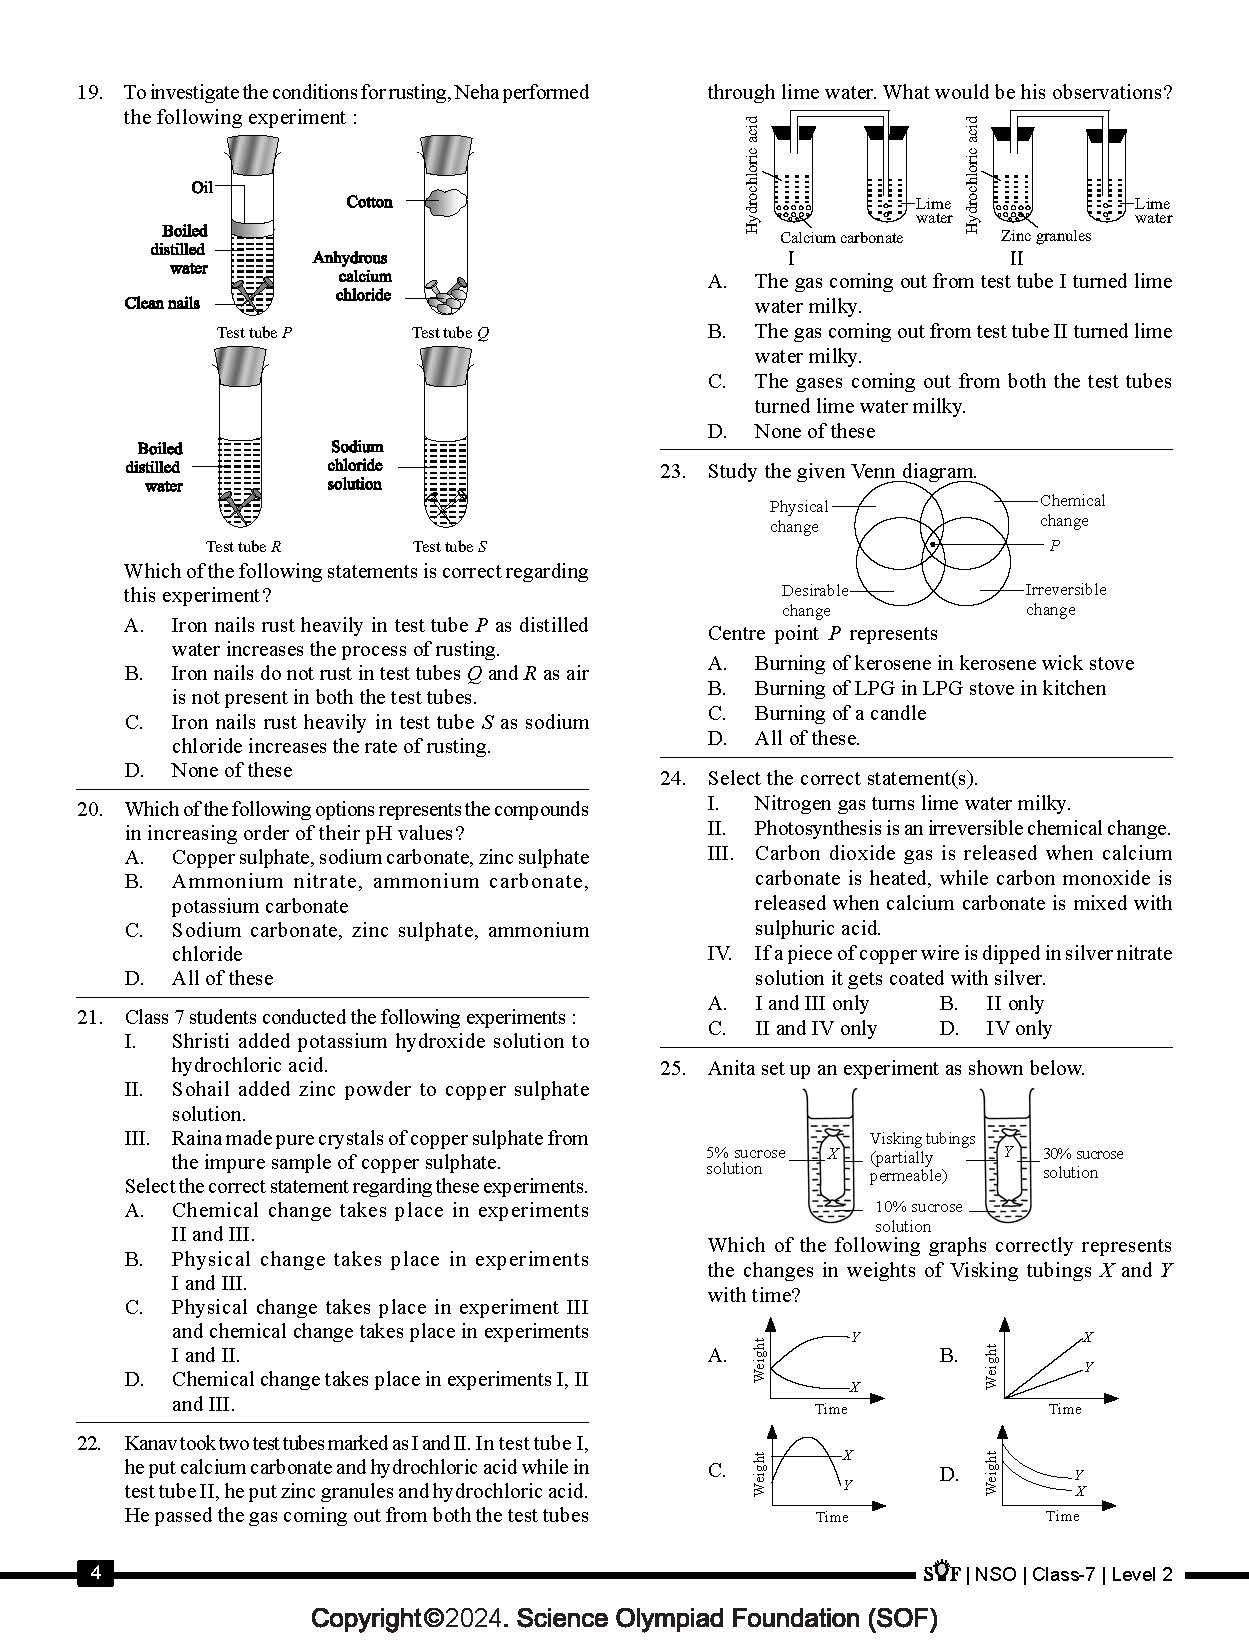 19. To investigate the conditions for rusting, Neha performed
the following experiment :
Oil
Boiled
distilled
water
Clean nails
Test tube P
Cotton
Anhydrous
calcium
chloride
Test tube Q
Boiled
distilled
water
Test tube R
Sodium
chloride
solution
Test tube S
Which of the following statements is correct regarding
this experiment?
A. Iron nails rust heavily in test tube P as distilled
water increases the process of rusting.
B. Iron nails do not rust in test tubes Q and R as air
is not present in both the test tubes.
C. Iron nails rust heavily in test tube S as sodium
chloride increases the rate of rusting.
D. None of these
20. Which of the following options represents the compounds
in increasing order of their pH values?
A. Copper sulphate, sodium carbonate, zinc sulphate
B. Ammonium nitrate, ammonium carbonate,
potassium carbonate
C. Sodium carbonate, zinc sulphate, ammonium
chloride
D. All of these
21. Class 7 students conducted the following experiments :
I. Shristi added potassium hydroxide solution to
hydrochloric acid.
II. Sohail added zinc powder to copper sulphate
solution.
III. Raina made pure crystals of copper sulphate from
the impure sample of copper sulphate.
Select the correct statement regarding these experiments.
A. Chemical change takes place in experiments
II and III.
B. Physical change takes place in experiments
I and III.
C. Physical change takes place in experiment III
and chemical change takes place in experiments
I and II.
D. Chemical change takes place in experiments I, II
and III.
22. Kanav took two test tubes marked as I and II. In test tube I,
he put calcium carbonate and hydrochloric acid while in
test tube II, he put zinc granules and hydrochloric acid.
He passed the gas coming out from both the test tubes
through lime water. What would be his observations?
Hydrochloric acid
Lime
water
Calcium carbonate
I
Hydrochloric acid
Lime
water
Zinc granules
II
A. The gas coming out from test tube I turned lime
water milky.
B. The gas coming out from test tube II turned lime
water milky.
C. The gases coming out from both the test tubes
turned lime water milky.
D. None of these
23. Study the given Venn diagram.
Physical
change
Chemical
change
P
Desirable
change
Irreversible
change
Centre point P represents
A. Burning of kerosene in kerosene wick stove
B. Burning of LPG in LPG stove in kitchen
C. Burning of a candle
D. All of these.
24. Select the correct statement(s).
I. Nitrogen gas turns lime water milky.
II. Photosynthesis is an irreversible chemical change.
III. Carbon dioxide gas is released when calcium
carbonate is heated, while carbon monoxide is
released when calcium carbonate is mixed with
sulphuric acid.
IV. If a piece of copper wire is dipped in silver nitrate
solution it gets coated with silver.
A. I and III only B. II only
C. II and IV only D. IV only
25. Anita set up an experiment as shown below.
5% sucrose
solution
X
Visking tubings
(partially
permeable)
Y
30% sucrose
solution
10% sucrose
solution
Which of the following graphs correctly represents
the changes in weights of Visking tubings X and Y
with time?
A. Weight Y X Time
B. Weight X Y Time
C. Weight X Y Time
D. Weight Y X Time
4
SOF | NSO | Class-7 | Level 2
Copyright©2024. Science Olympiad Foundation (SOF)